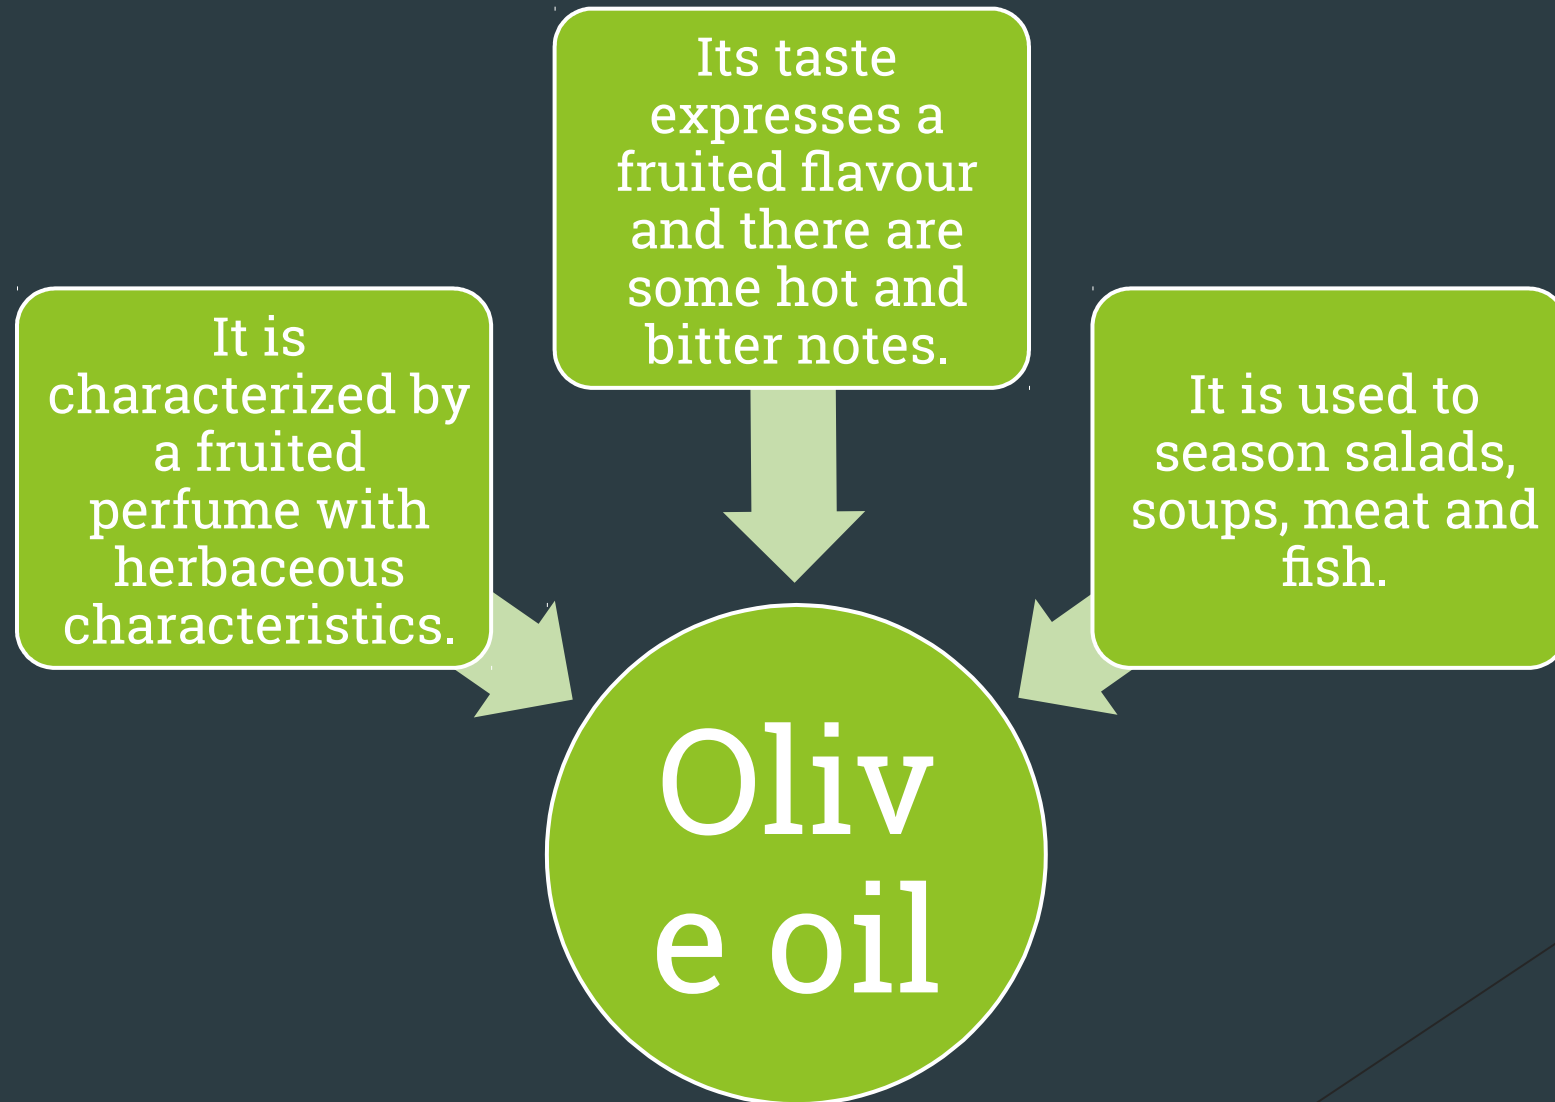 Its taste
expresses a
fruited flavour
and there are
some hot and
bitter notes.
It is
characterized by
a fruited
perfume with
herbaceous
characteristics.
It is used to
season salads,
soups, meat and
fish.
Oliv
e oil